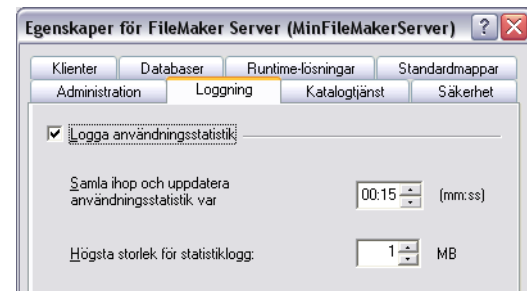 Egenskaper för FileMaker Server (MinFileMakerServer)
Klienter Databaser Runtime-lösningar Standardmappar
Administration Loggning Katalogtjänst Säkerhet
Logga användningsstatistik
Samla ihop och uppdatera
användningsstatistik var 00:15 (mm:ss)
Högsta storlek för statistiklogg: 1 MB